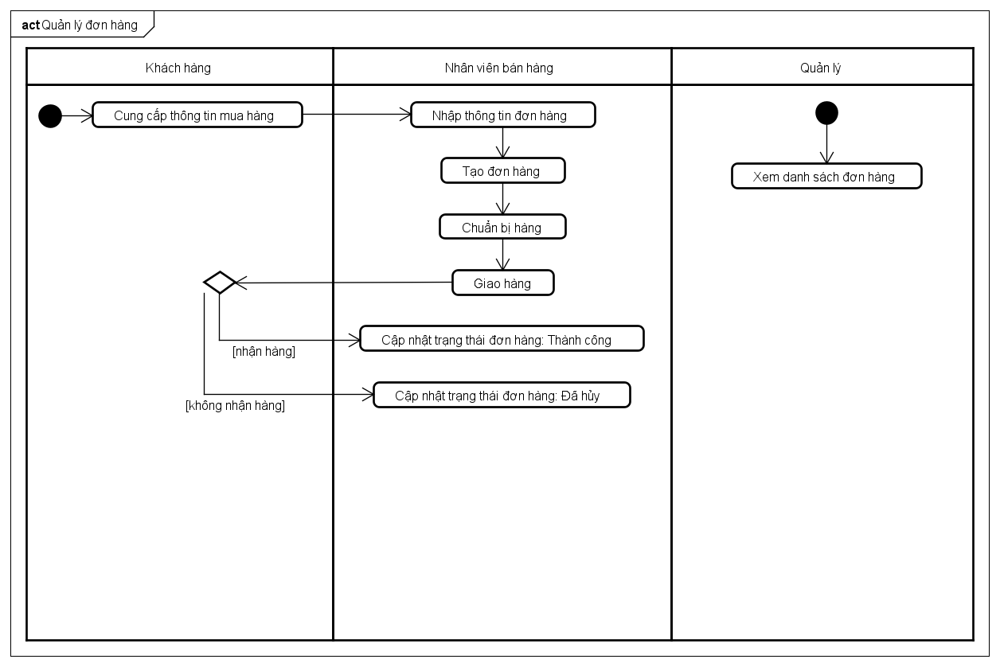 act Quản lý đơn hàng
Khách hàng
Nhân viên bán hàng
Quản lý
Cung cấp thông tin mua hàng
Nhập thông tin đơn hàng
Tạo đơn hàng
Xem danh sách đơn hàng
Chuẩn bị hàng
Giao hàng
Cập nhật trạng thái đơn hàng: Thành công
[nhận hàng]
Cập nhật trạng thái đơn hàng: Đã hủy
[không nhận hàng]